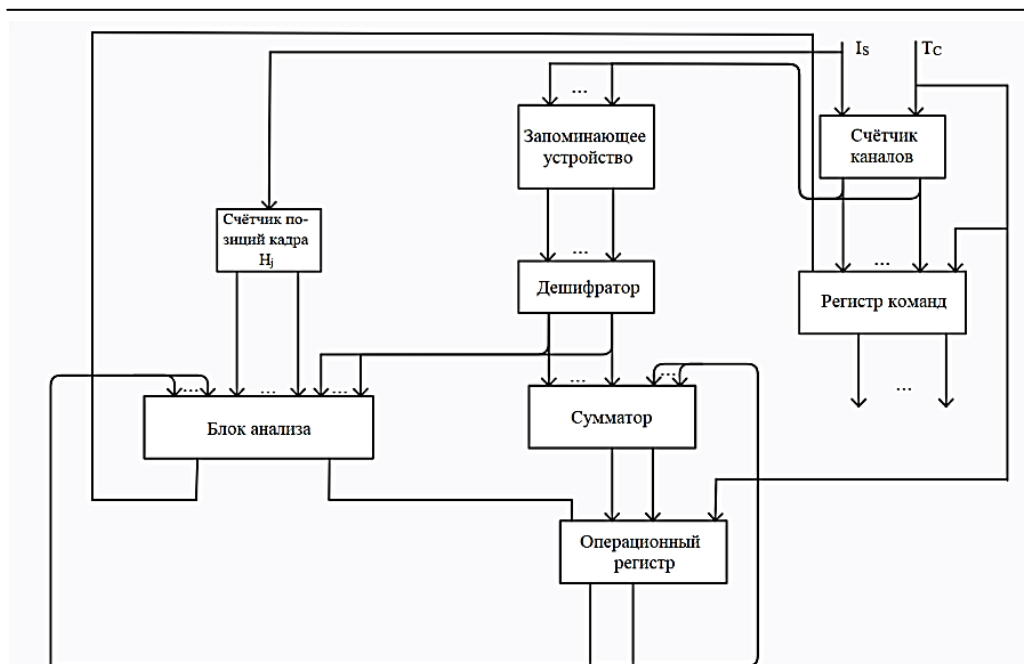 Is
Tc
...
Запоминающее
устройство
Счётчик
каналов
Счётчик по-
зиций кадра
Hj
...
...
Дешифратор
Регистр команд
...
...
...
...
...
...
Блок анализа
Сумматор
Операционный
регистр